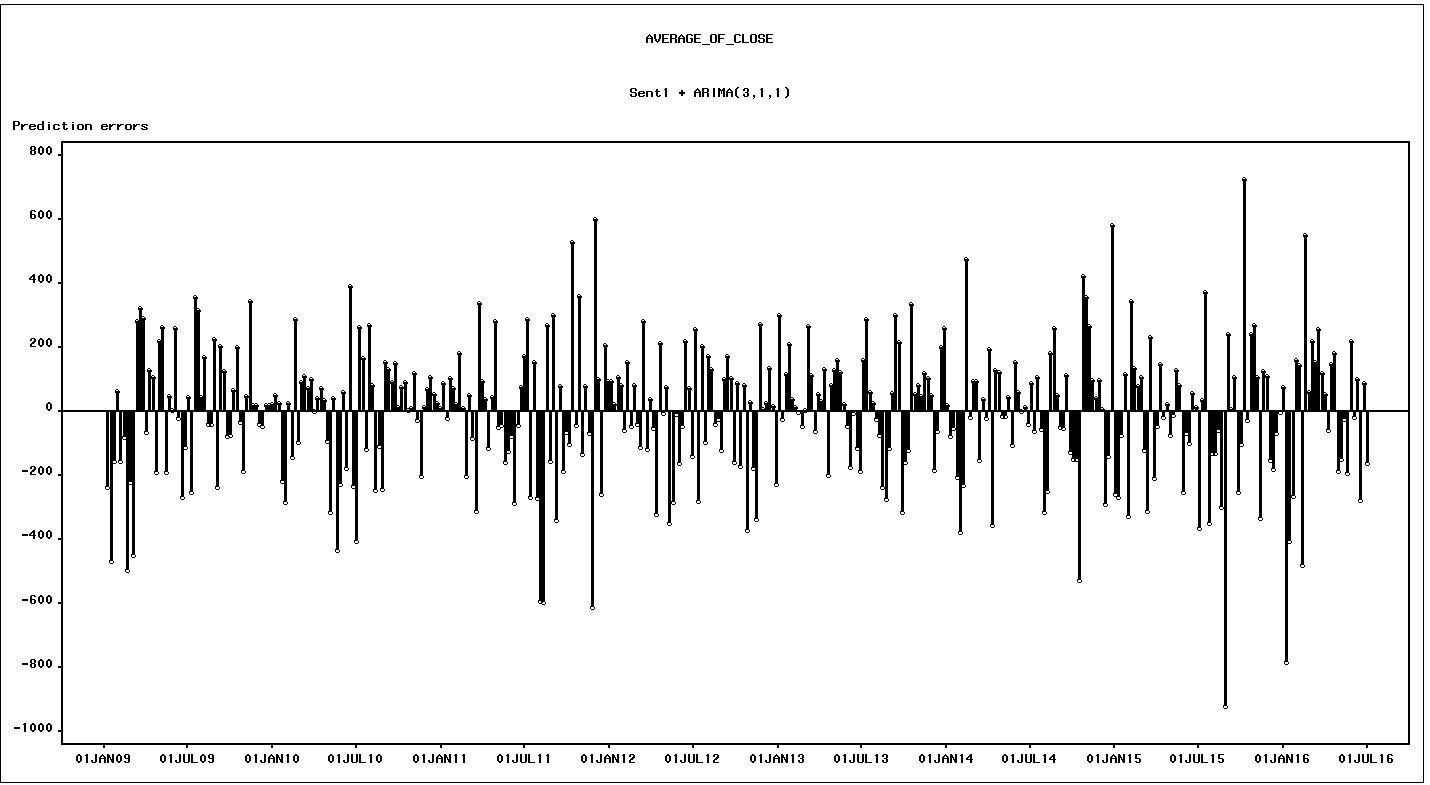 AVERAGE_OF_CLOSE
Sent1 + ARIMA(3,1,1)
Prediction errors
800
600
400
200
0
-200
-400
-600
-800
-1000
01JAN09 01JUL09 01JAN10 01JUL10 01JAN11 01JUL11 01JAN12 01JUL12 01JAN13 01JUL13 01JAN14 01JUL14 01JAN15 01JUL15 01JAN16 01JUL16